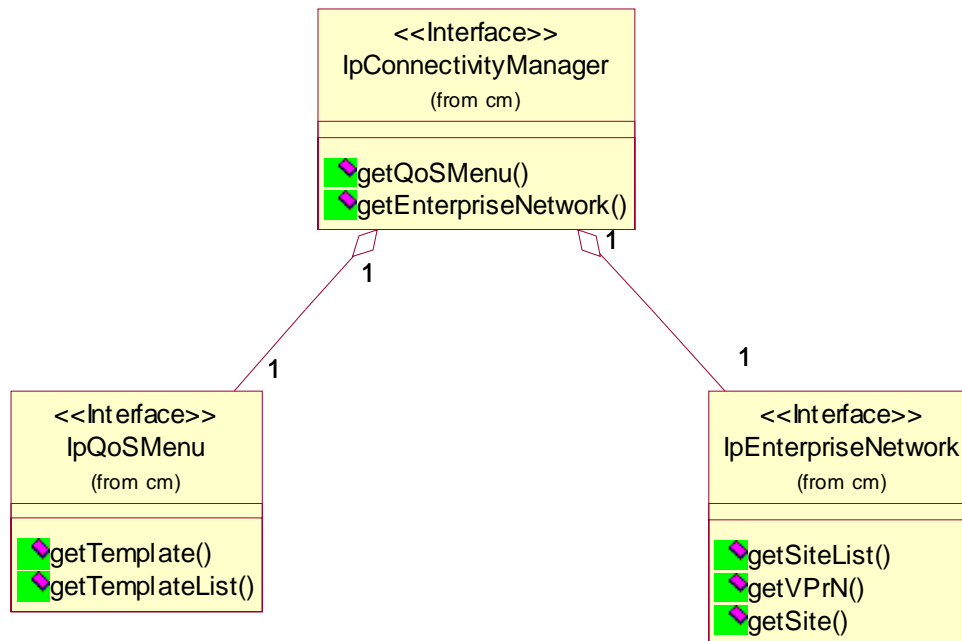 <<Interface>>
IpConnectivityManager
(from cm)
getQoSMenu()
getEnterpriseNetwork()
1
1
1
1
<<Interface>>
IpQoSMenu
(from cm)
getTemplate()
getTemplateList()
<<Interface>>
IpEnterpriseNetwork
(from cm)
getSiteList()
getVPrN()
getSite()